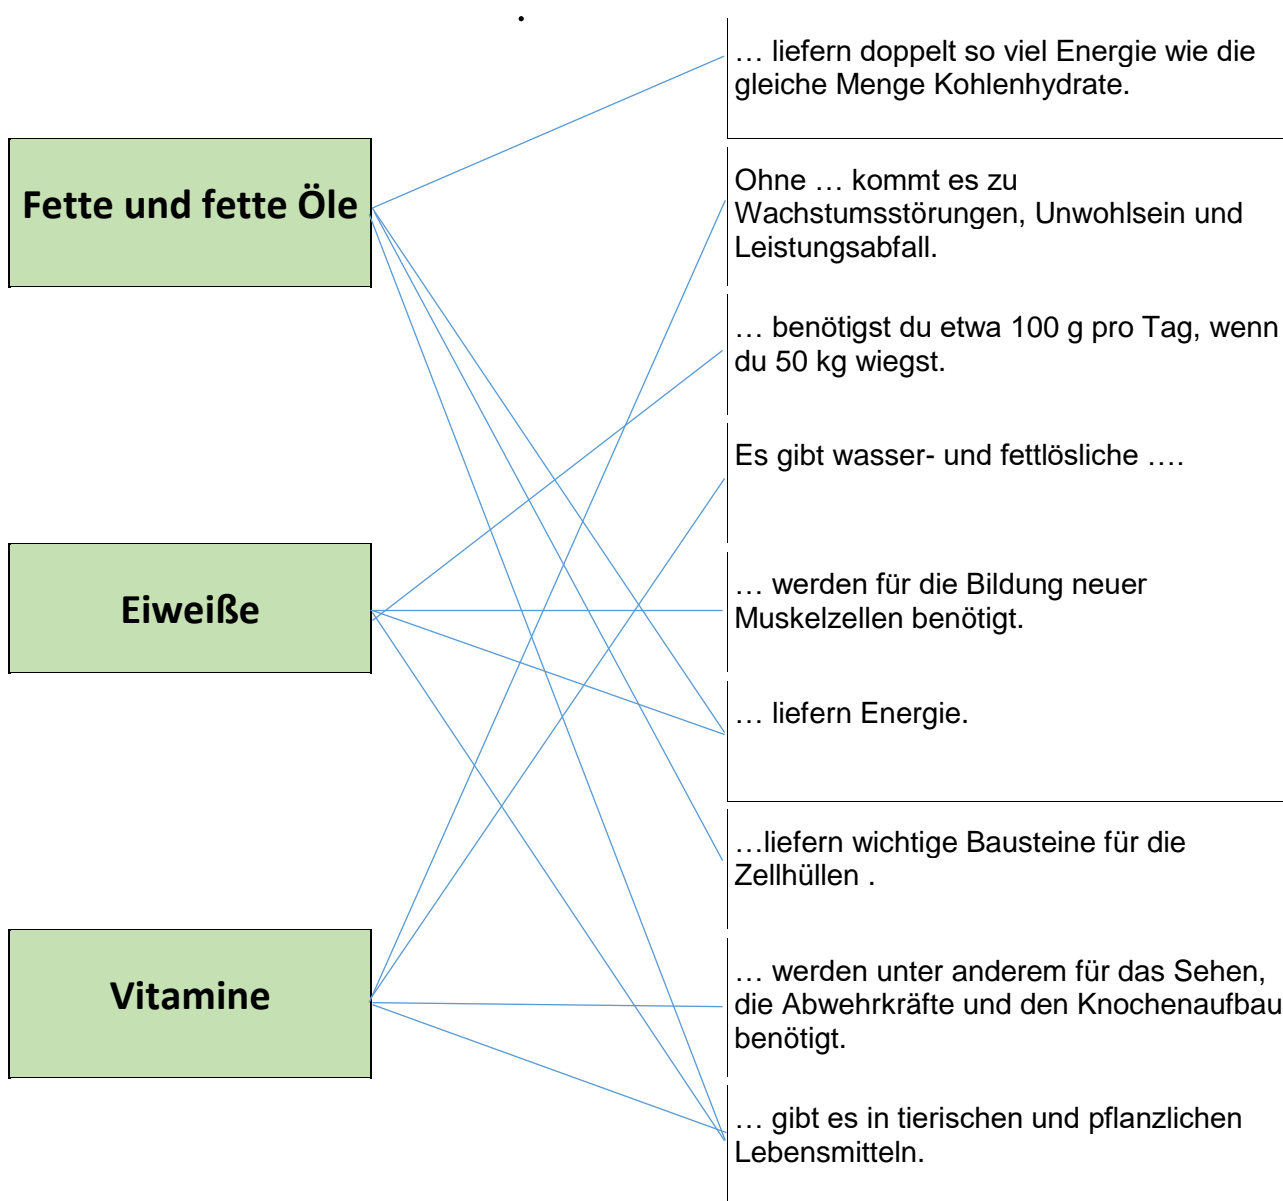 … liefern doppelt so viel Energie wie die
gleiche Menge Kohlenhydrate.
Fette und fette Öle
Ohne … kommt es zu
Wachstumsstörungen, Unwohlsein und
Leistungsabfall.
… benötigst du etwa 100 g pro Tag, wenn
du 50 kg wiegst.
Es gibt wasser- und fettlösliche ….
Eiweiße
… werden für die Bildung neuer
Muskelzellen benötigt.
… liefern Energie.
…liefern wichtige Bausteine für die
Zellhüllen .
Vitamine
… werden unter anderem für das Sehen,
die Abwehrkräfte und den Knochenaufbau
benötigt.
… gibt es in tierischen und pflanzlichen
Lebensmitteln.